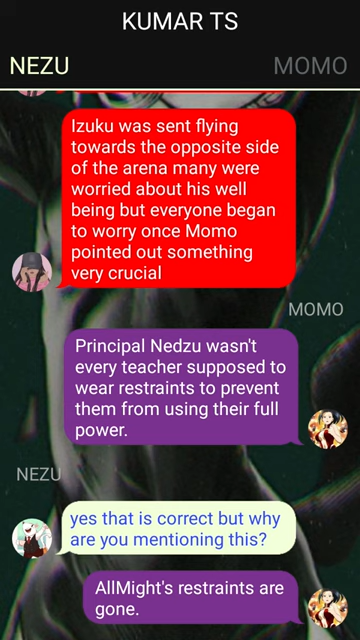 KUMAR TS
NEZU
MOMO
Izuku was sent flying
towards the opposite side
of the arena many were
worried about his well
being but everyone began
to worry once Momo
pointed out something
very crucial
MOMO
Principal Nedzu wasn't
every teacher supposed to
wear restraints to prevent
them from using their full
power.
NEZU
yes that is correct but why
are you mentioning this?
AllMight's restraints are
gone.